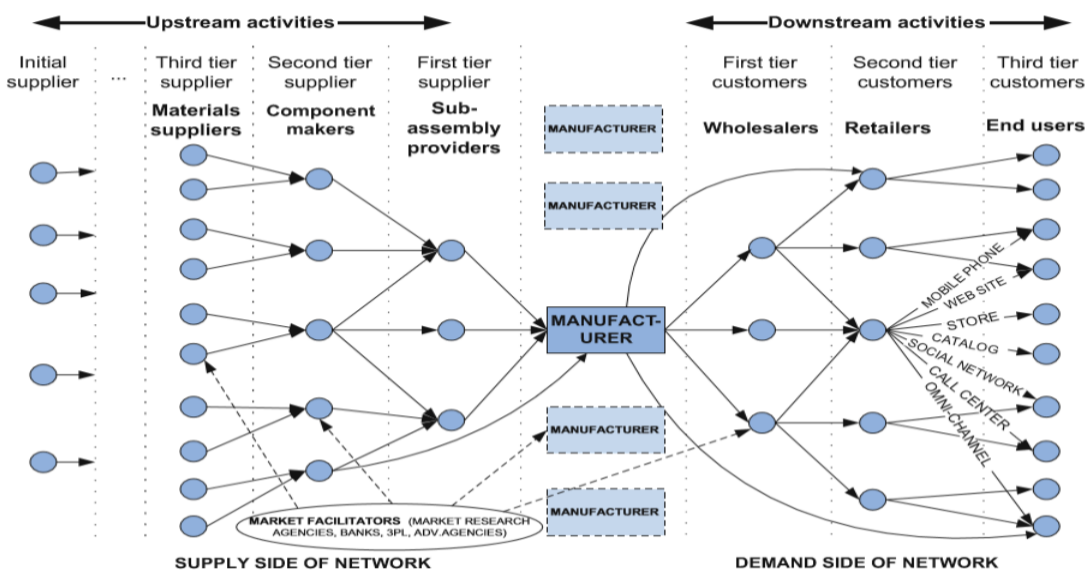 Upstream activities
Downstream activities
Initial
supplier
...
Third tier
supplier
Second tier
supplier
First tier
supplier
First tier
customers
Second tier
customers
Third tier
customers
Materials
suppliers
Component
makers
Sub-
assembly
providers
MANUFACTURER
Wholesalers
Retailers
End users
MANUFACTURER
MANUFACT-
URER
MOBILE PHONE
WEB SITE
STORE
CATALOG
SOCIAL NETWORK
CALL CENTER
OMNI-CHANNEL
MANUFACTURER
MANUFACTURER
MARKET FACILITATORS (MARKET RESEARCH
AGENCIES, BANKS, 3PL, ADV.AGENCIES)
SUPPLY SIDE OF NETWORK
DEMAND SIDE OF NETWORK